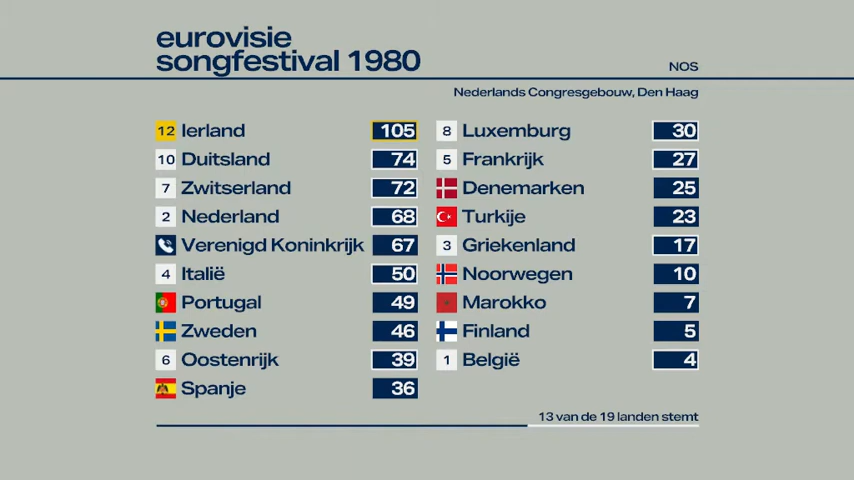 eurovisie
songfestival 1980
NOS
Nederlands Congresgebouw, Den Haag
12 Ierland 105
10 Duitsland 74
7 Zwitserland 72
2 Nederland 68
Verenigd Koninkrijk 67
4 Italië 50
Portugal 49
Zweden 46
6 Oostenrijk 39
Spanje 36
8 Luxemburg 30
5 Frankrijk 27
Denemarken 25
Turkije 23
3 Griekenland 17
Noorwegen 10
Marokko 7
Finland 5
1 België 4
13 van de 19 landen stemt